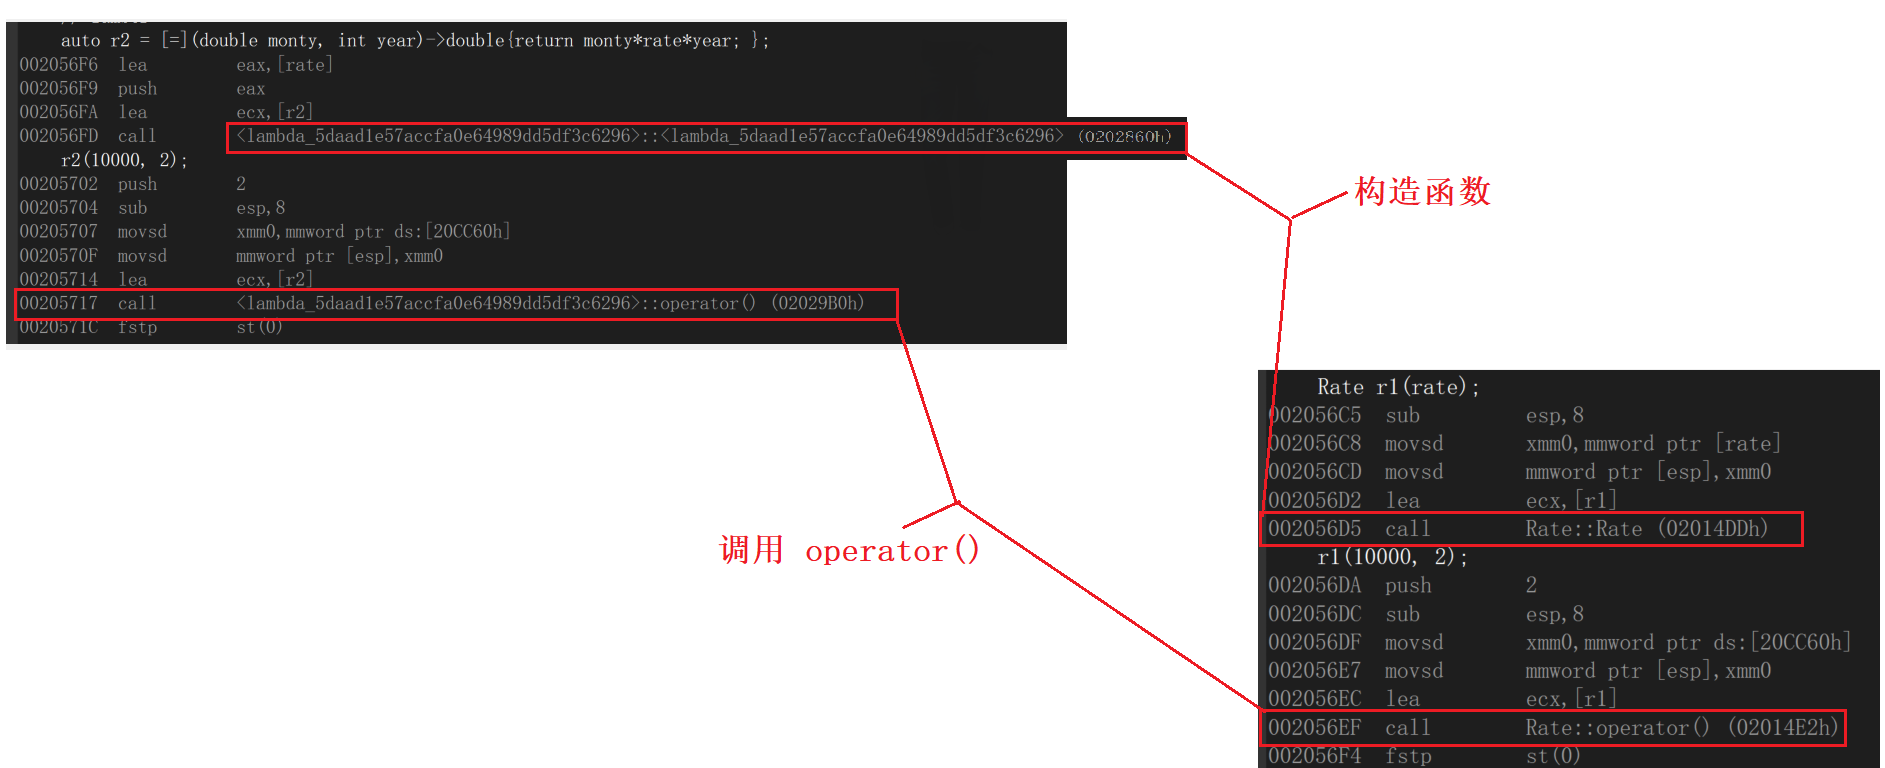 auto r2 = [=](double monty, int year)->double{return monty*rate*year; };
002056F6  lea  eax,[rate]
002056F9  push  eax
002056FA  lea  ecx,[r2]
002056FD  call  <lambda_5daad1e57accfa0e64989dd5df3c6296>::<lambda_5daad1e57accfa0e64989dd5df3c6296> (0202860h)
r2(10000, 2);
00205702  push  2
00205704  sub  esp,8
00205707  movsd  xmm0,mmword ptr ds:[20CC60h]
0020570F  movsd  mmword ptr [esp],xmm0
00205714  lea  ecx,[r2]
00205717  call  <lambda_5daad1e57accfa0e64989dd5df3c6296>::operator() (02029B0h)
0020571C  fstp  st(0)
构造函数
调用 operator()
Rate r1(rate);
002056C5  sub  esp,8
002056C8  movsd  xmm0,mmword ptr [rate]
002056CD  movsd  mmword ptr [esp],xmm0
002056D2  lea  ecx,[r1]
002056D5  call  Rate::Rate (02014DDh)
r1(10000, 2);
002056DA  push  2
002056DC  sub  esp,8
002056DF  movsd  xmm0,mmword ptr ds:[20CC60h]
002056E7  movsd  mmword ptr [esp],xmm0
002056EC  lea  ecx,[r1]
002056EF  call  Rate::operator() (02014E2h)
002056F4  fstp  st(0)